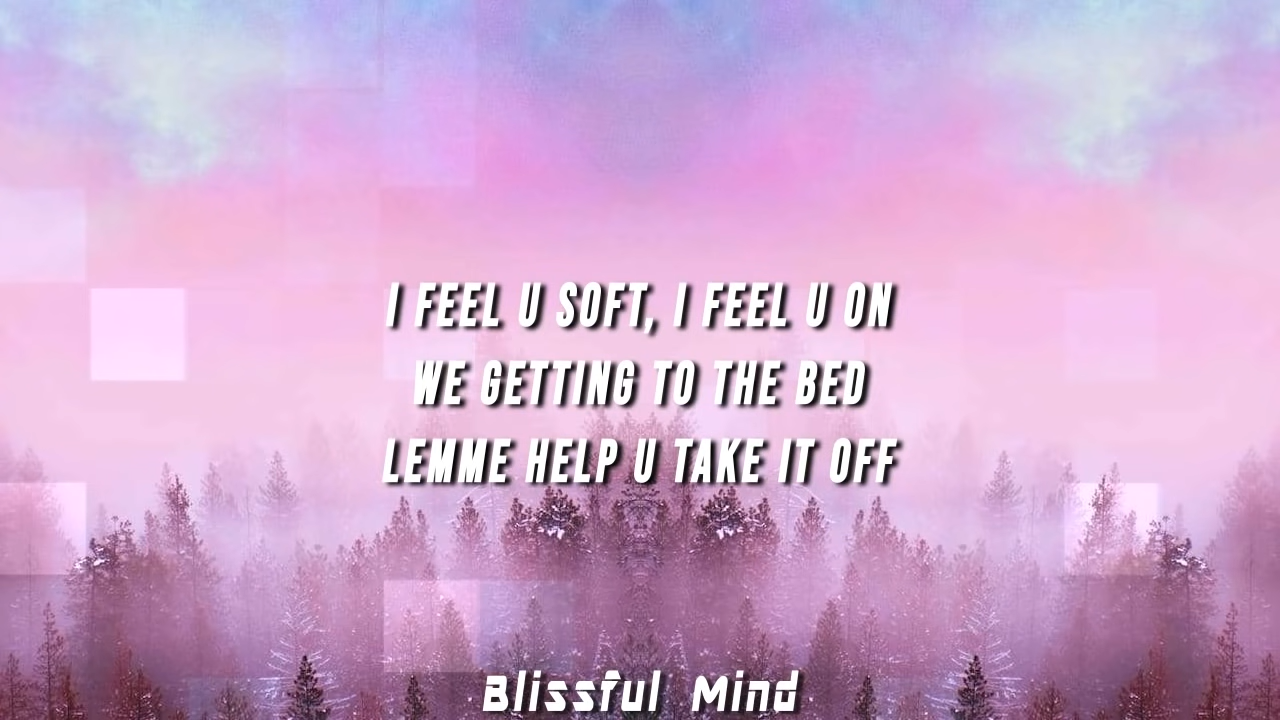 I FEEL U SOFT, I FEEL U ON
WE GETTING TO THE BED
LEMME HELP U TAKE IT OFF
Blissful Mind